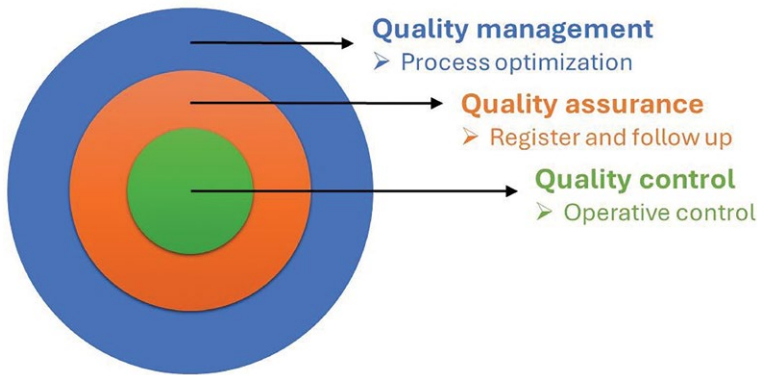 Quality management
➢ Process optimization
Quality assurance
➢ Register and follow up
Quality control
➢ Operative control